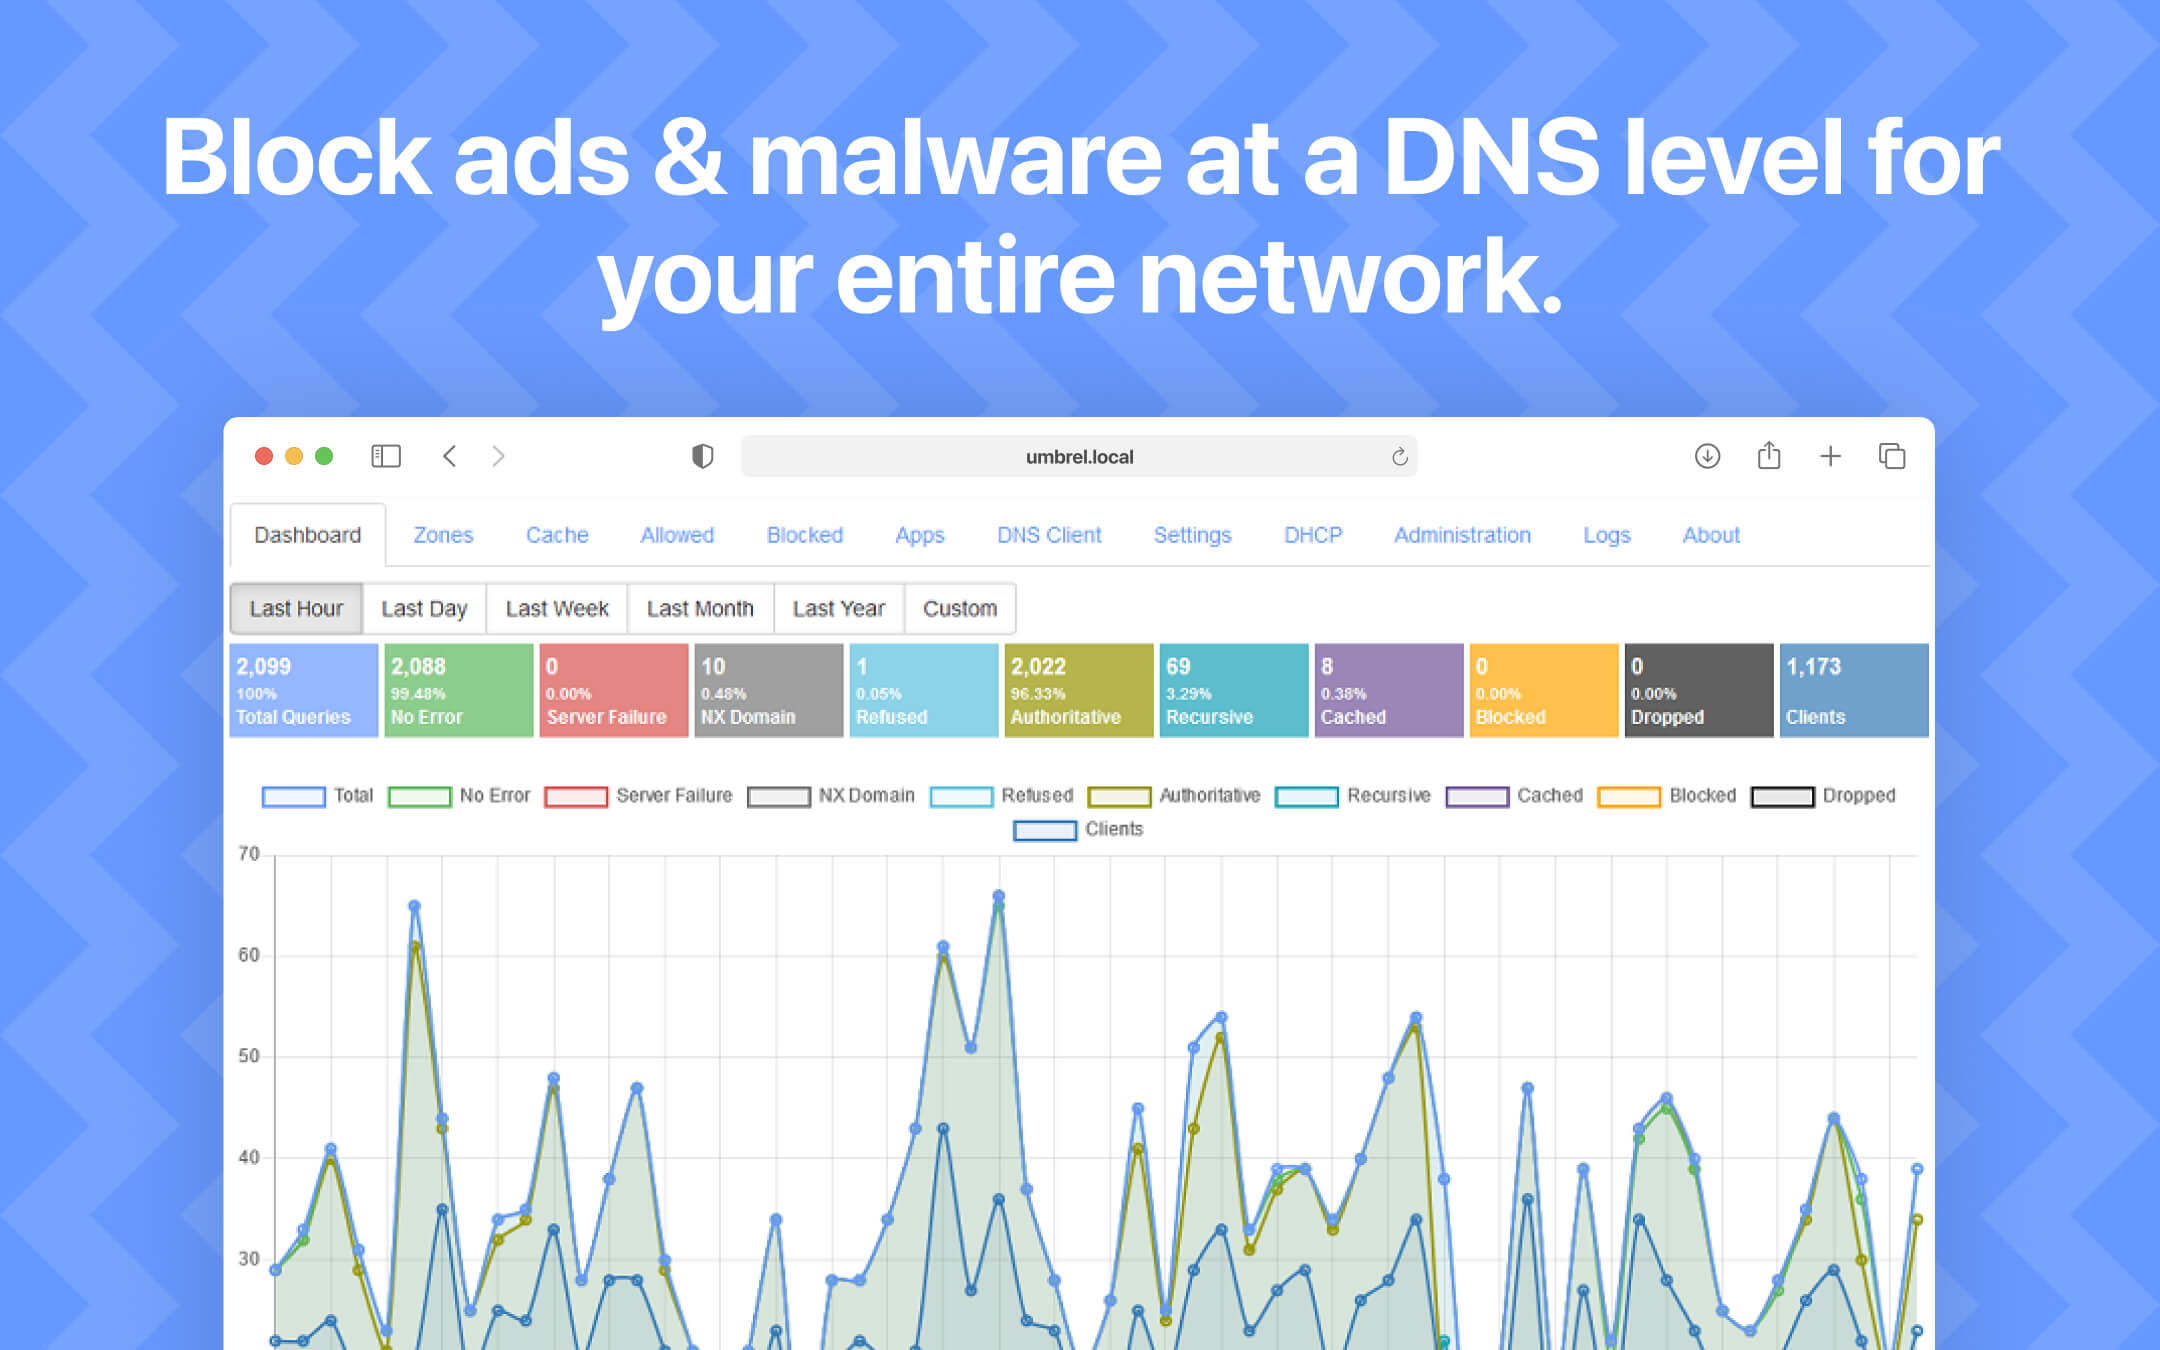 Block ads & malware at a DNS level for
your entire network.
umbrel.local
Dashboard Zones Cache Allowed Blocked Apps DNS Client Settings DHCP Administration Logs About
Last Hour Last Day Last Week Last Month Last Year Custom
2,099 2,088 0 10 1 2,022 69 8 0 0 1,173
100% 99.48% 0.00% 0.48% 0.05% 96.33% 3.29% 0.38% 0.00% 0.00%
Total Queries No Error Server Failure NX Domain Refused Authoritative Recursive Cached Blocked Dropped Clients
Total No Error Server Failure NX Domain Refused Authoritative Recursive Cached Blocked Dropped
Clients
70
60
50
40
30